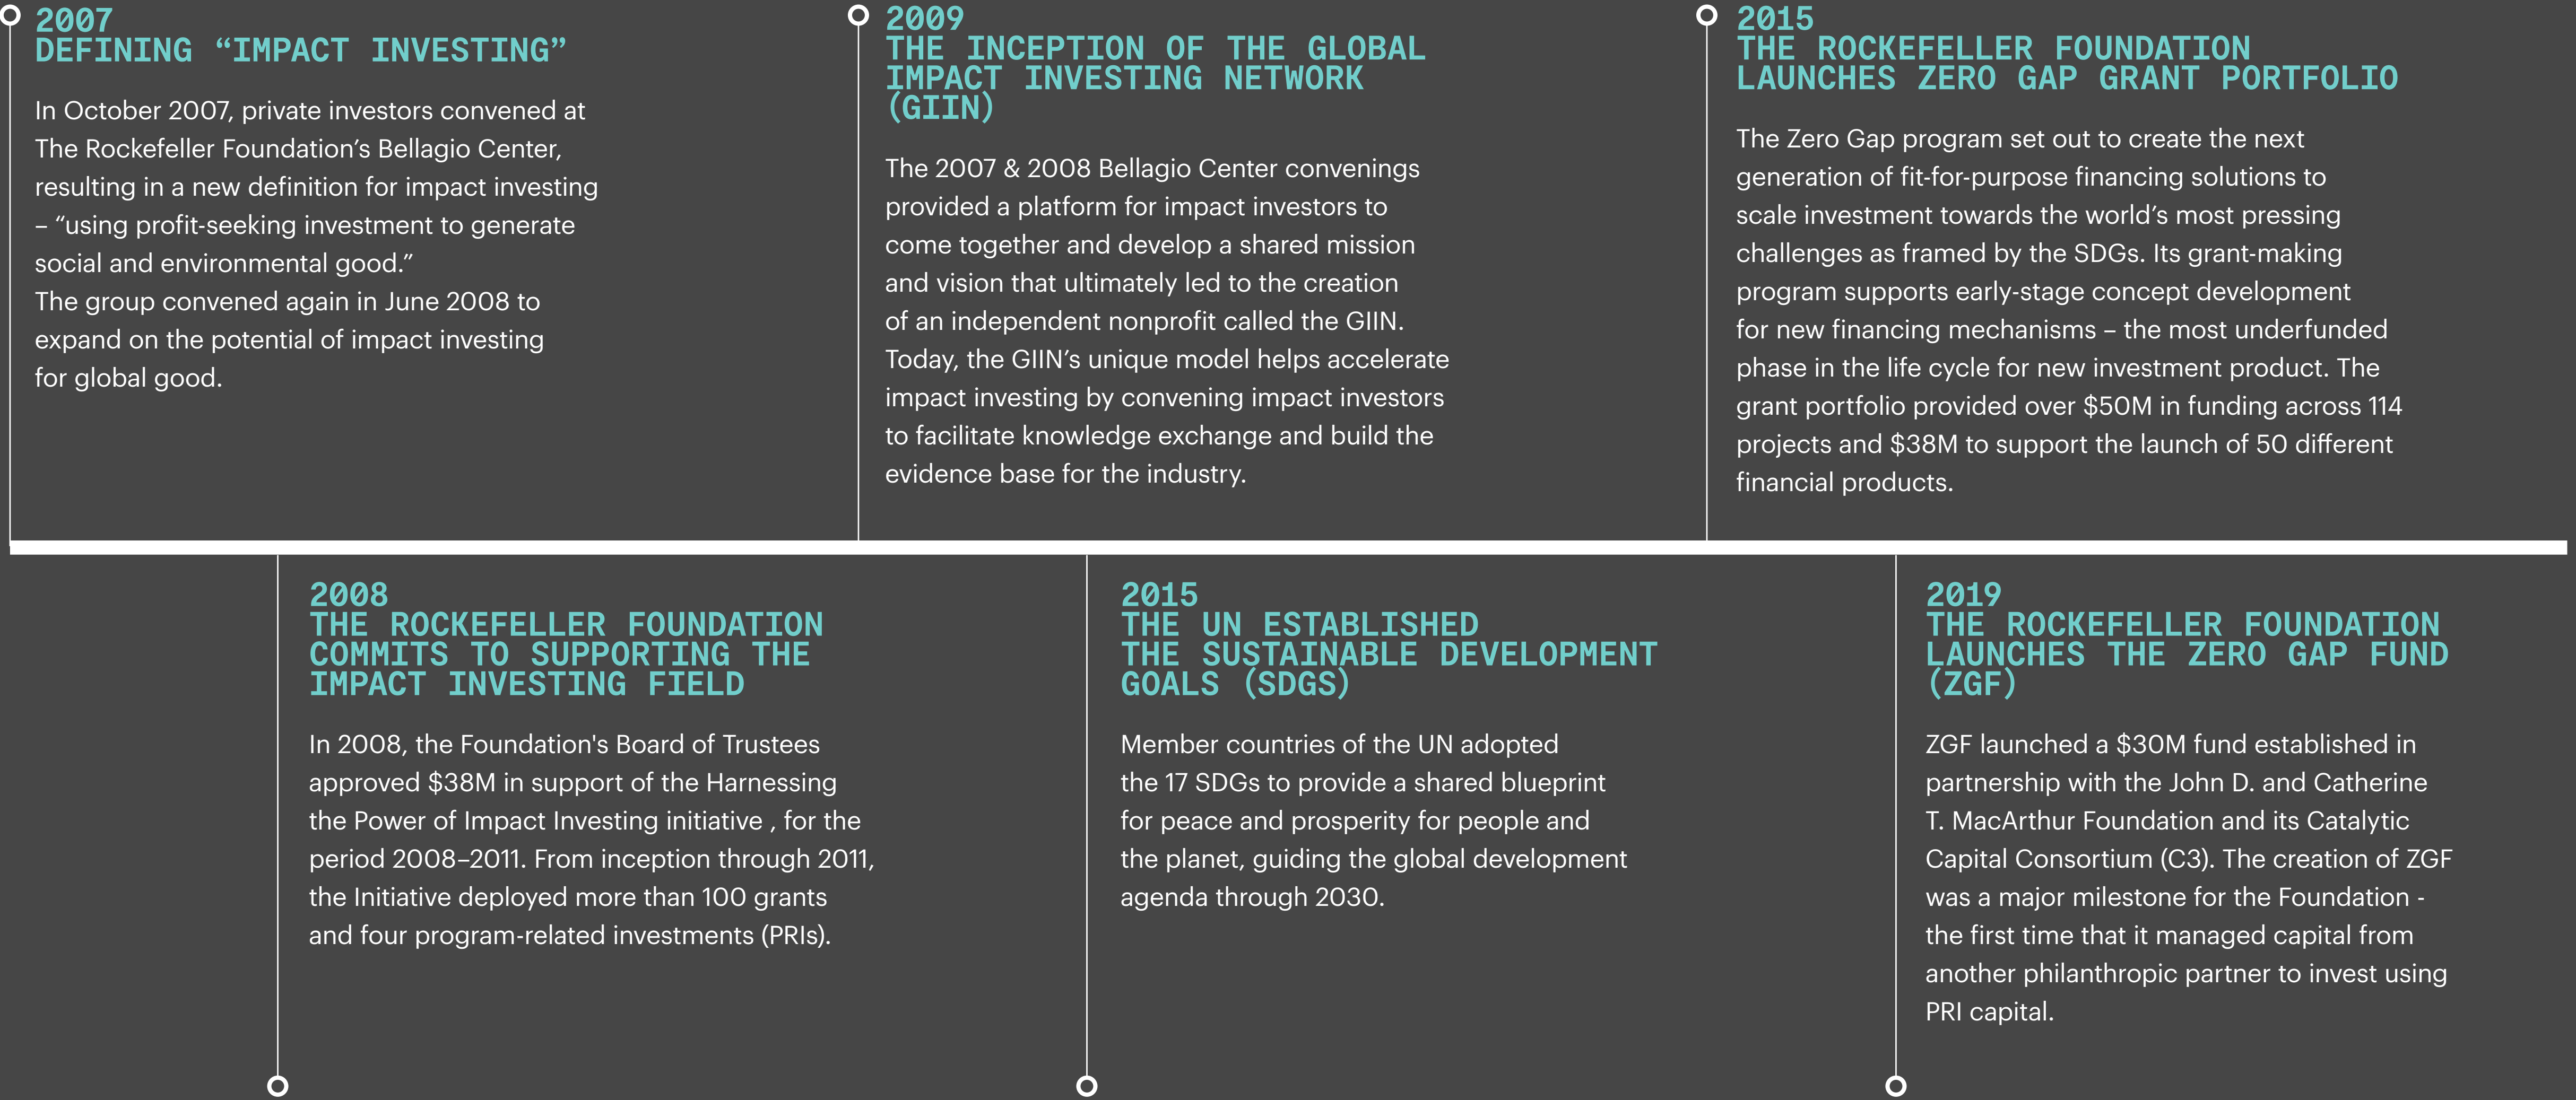 2007
DEFINING “IMPACT INVESTING”
In October 2007, private investors convened at
The Rockefeller Foundation’s Bellagio Center,
resulting in a new definition for impact investing
– “using profit-seeking investment to generate
social and environmental good.”
The group convened again in June 2008 to
expand on the potential of impact investing
for global good.
2009
THE INCEPTION OF THE GLOBAL
IMPACT INVESTING NETWORK
(GIIN)
The 2007 & 2008 Bellagio Center convenings
provided a platform for impact investors to
come together and develop a shared mission
and vision that ultimately led to the creation
of an independent nonprofit called the GIIN.
Today, the GIIN’s unique model helps accelerate
impact investing by convening impact investors
to facilitate knowledge exchange and build the
evidence base for the industry.
2015
THE ROCKEFELLER FOUNDATION
LAUNCHES ZERO GAP GRANT PORTFOLIO
The Zero Gap program set out to create the next
generation of fit-for-purpose financing solutions to
scale investment towards the world’s most pressing
challenges as framed by the SDGs. Its grant-making
program supports early-stage concept development
for new financing mechanisms – the most underfunded
phase in the life cycle for new investment product. The
grant portfolio provided over $50M in funding across 114
projects and $38M to support the launch of 50 different
financial products.
2008
THE ROCKEFELLER FOUNDATION
COMMITS TO SUPPORTING THE
IMPACT INVESTING FIELD
In 2008, the Foundation's Board of Trustees
approved $38M in support of the Harnessing
the Power of Impact Investing initiative , for the
period 2008–2011. From inception through 2011,
the Initiative deployed more than 100 grants
and four program-related investments (PRIs).
2015
THE UN ESTABLISHED
THE SUSTAINABLE DEVELOPMENT
GOALS (SDGS)
Member countries of the UN adopted
the 17 SDGs to provide a shared blueprint
for peace and prosperity for people and
the planet, guiding the global development
agenda through 2030.
2019
THE ROCKEFELLER FOUNDATION
LAUNCHES THE ZERO GAP FUND
(ZGF)
ZGF launched a $30M fund established in
partnership with the John D. and Catherine
T. MacArthur Foundation and its Catalytic
Capital Consortium (C3). The creation of ZGF
was a major milestone for the Foundation -
the first time that it managed capital from
another philanthropic partner to invest using
PRI capital.